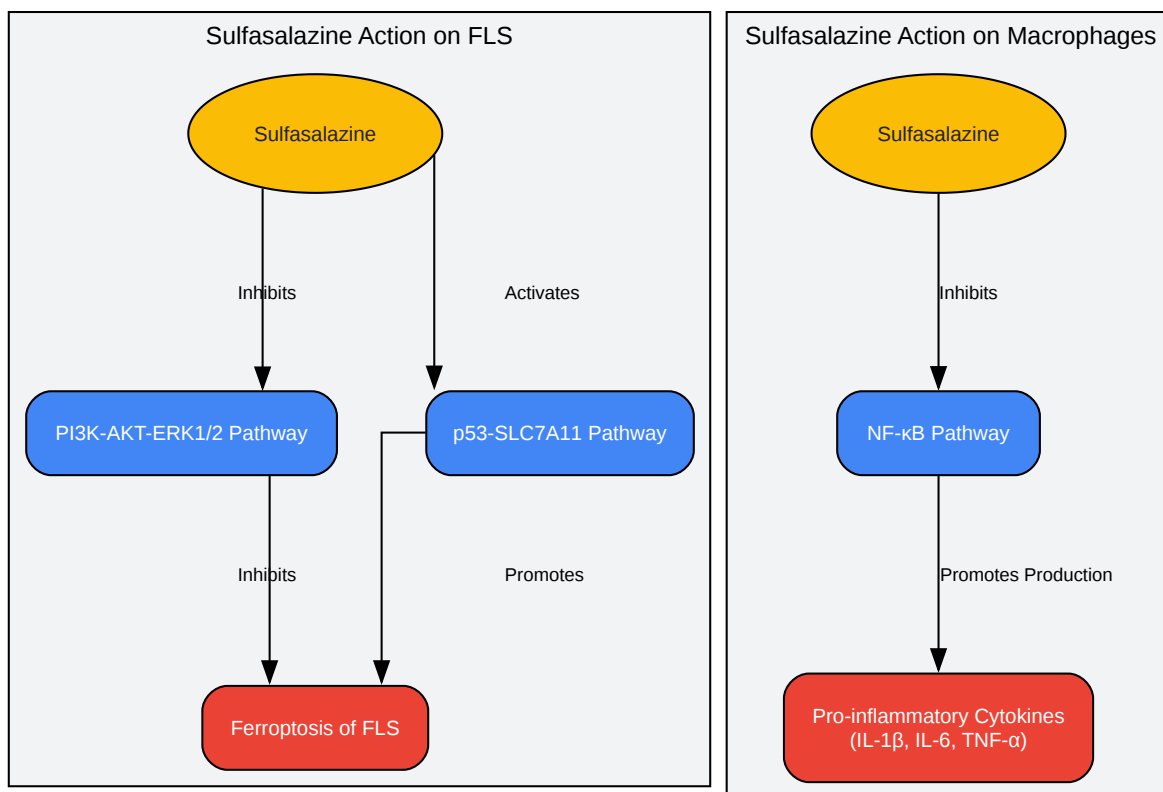 Sulfasalazine Action on FLS
Sulfasalazine
Inhibits
Activates
PI3K-AKT-ERK1/2 Pathway
p53-SLC7A11 Pathway
Inhibits
Promotes
Ferroptosis of FLS
Sulfasalazine Action on Macrophages
Sulfasalazine
Inhibits
NF-κB Pathway
Promotes Production
Pro-inflammatory Cytokines
(IL-1β, IL-6, TNF-α)